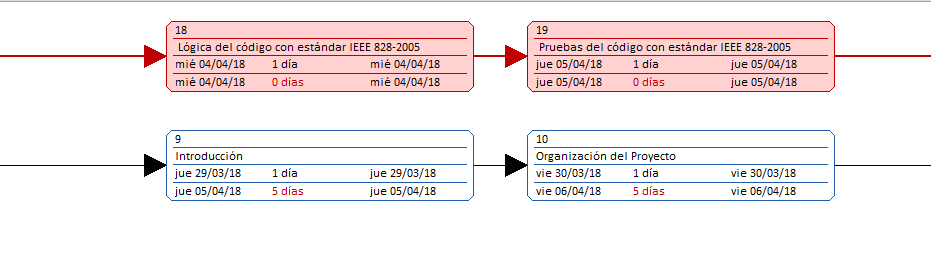 18
Lógica del código con estándar IEEE 828-2005
mié 04/04/18 1 día mié 04/04/18
mié 04/04/18 0 días mié 04/04/18
19
Pruebas del código con estándar IEEE 828-2005
jue 05/04/18 1 día jue 05/04/18
jue 05/04/18 0 días jue 05/04/18
9
Introducción
jue 29/03/18 1 día jue 29/03/18
jue 05/04/18 5 días jue 05/04/18
10
Organización del Proyecto
vie 30/03/18 1 día vie 30/03/18
vie 06/04/18 5 días vie 06/04/18